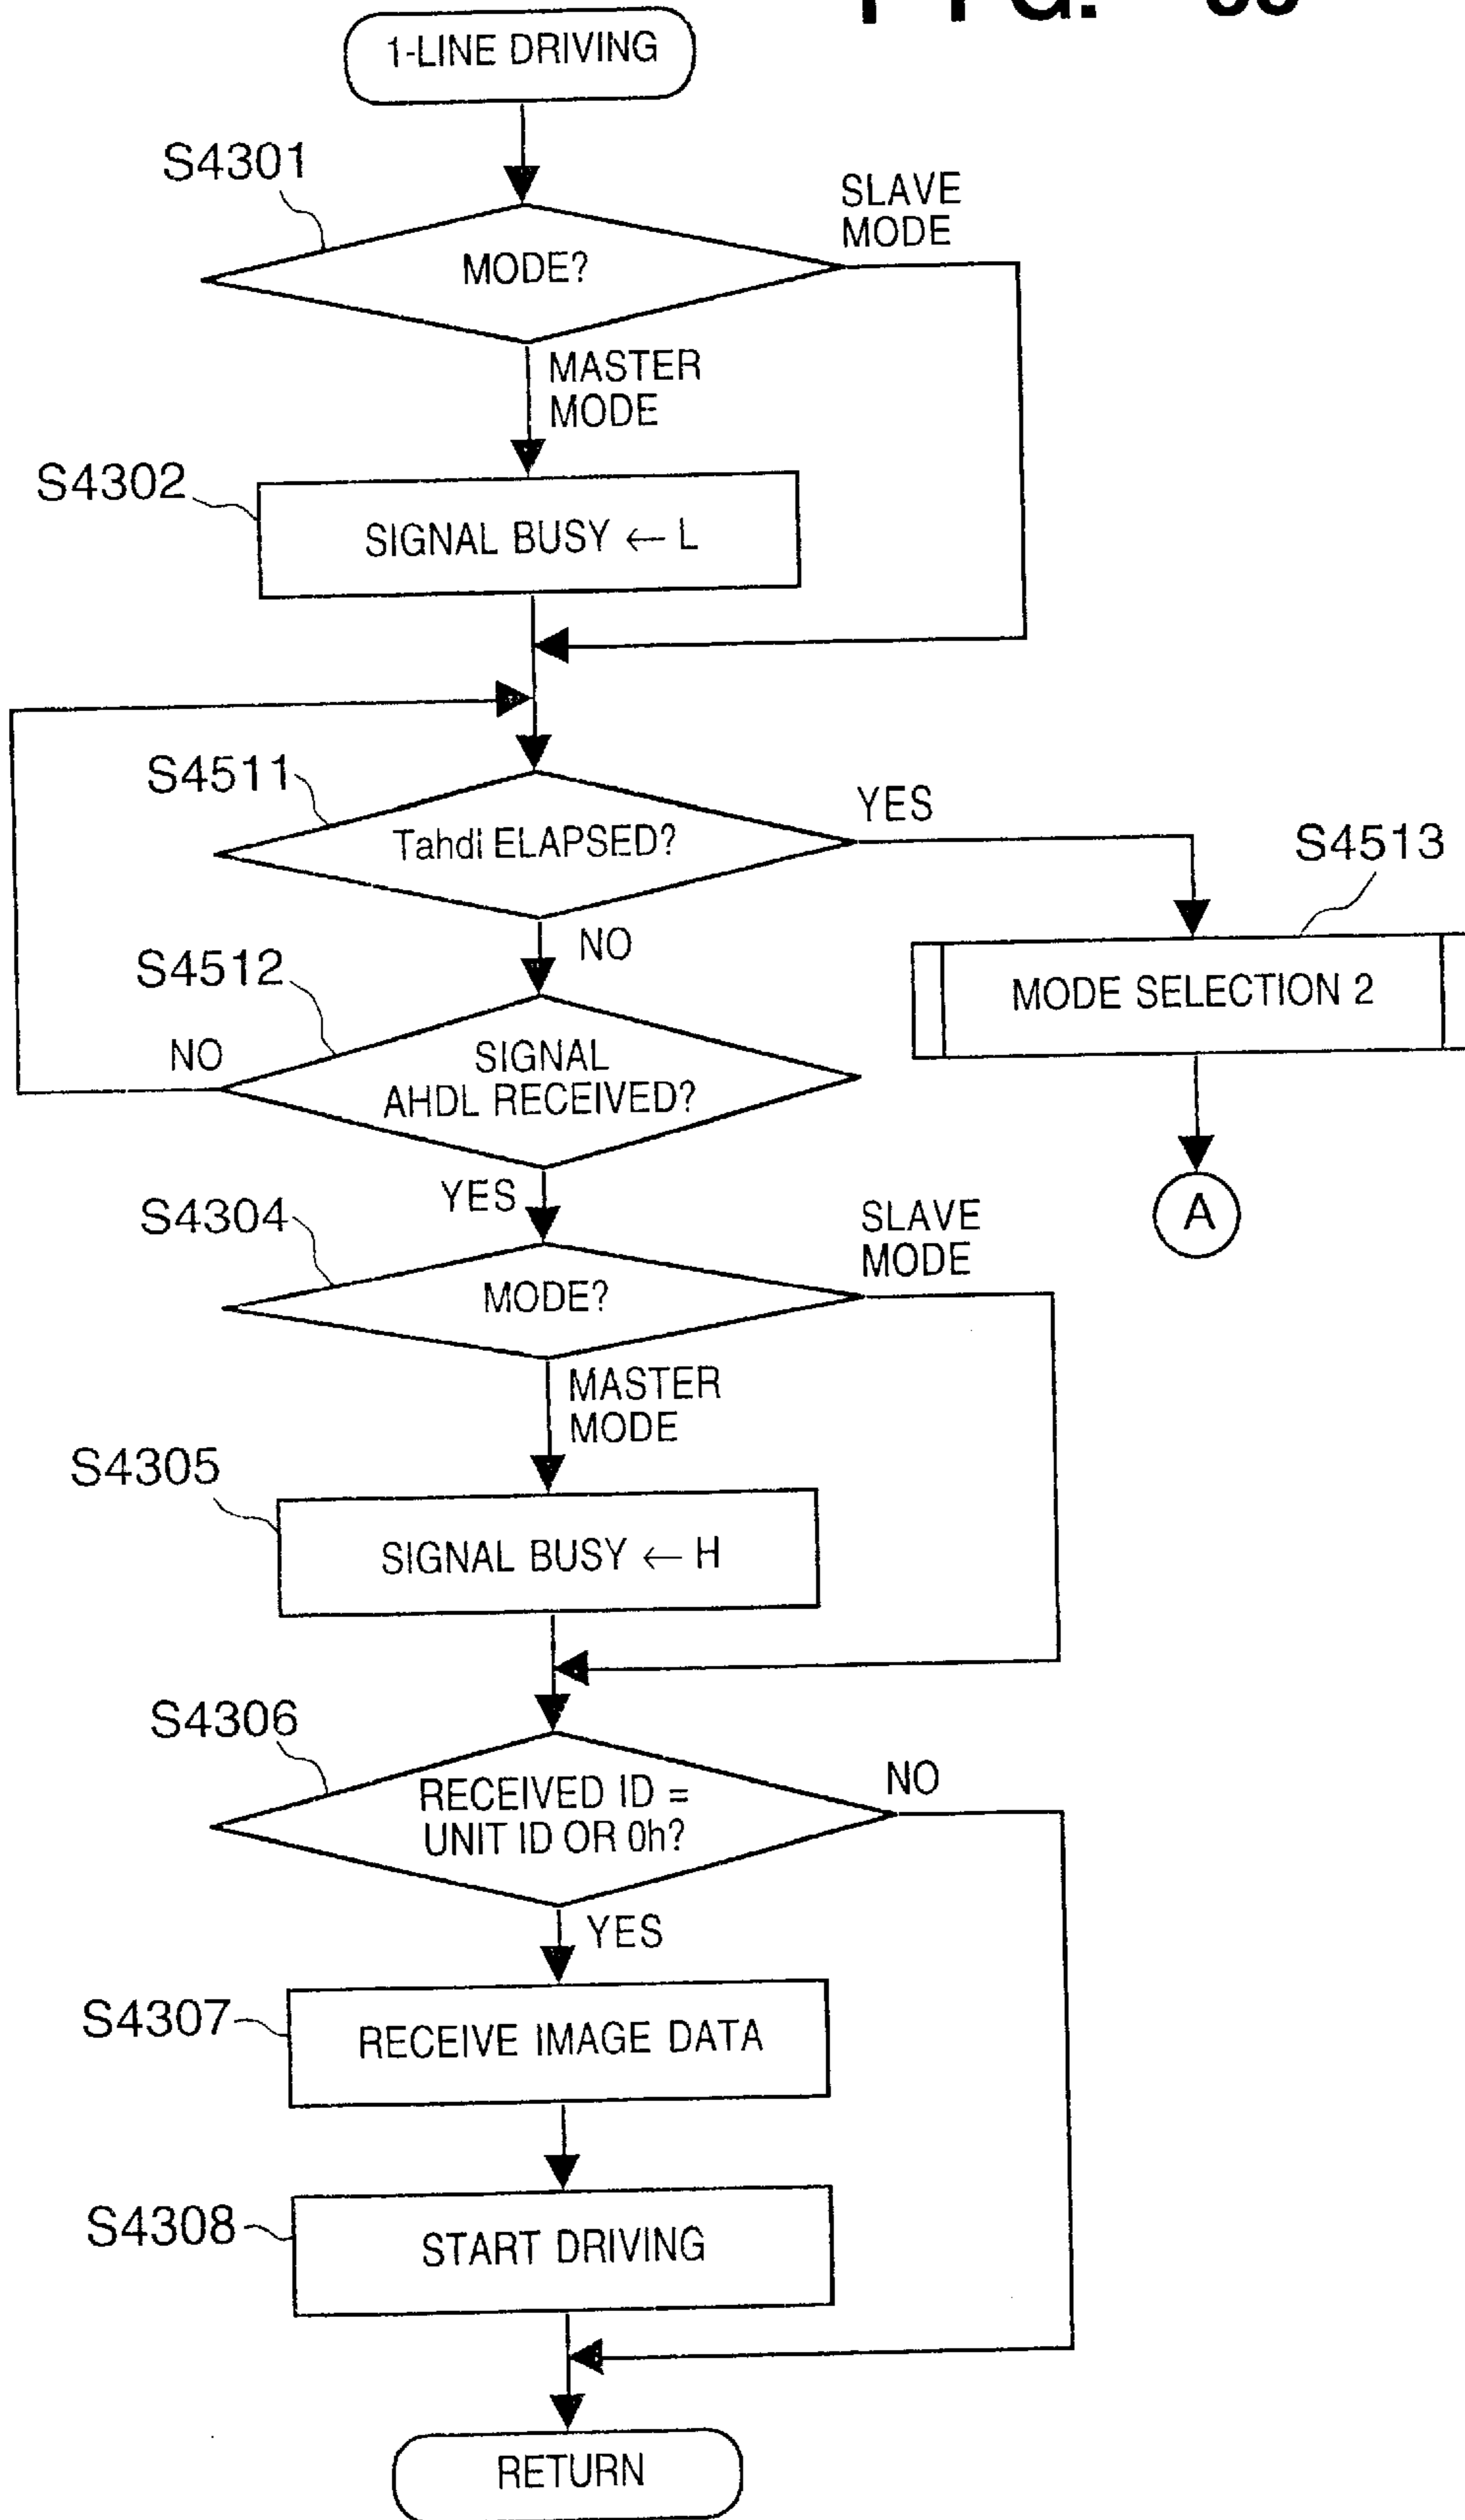 FIG.
1-LINE DRIVING
S4301
SLAVE
MODE
MODE?
MASTER
MODE
S4302
SIGNAL BUSY ← L
S4511
YES
Tahdl ELAPSED?
S4513
NO
MODE SELECTION 2
S4512
NO
SIGNAL
AHDL RECEIVED?
YES
A
S4304
SLAVE
MODE
MODE?
MASTER
MODE
S4305
SIGNAL BUSY ← H
S4306
NO
RECEIVED ID =
UNIT ID OR 0h?
YES
S4307
RECEIVE IMAGE DATA
S4308
START DRIVING
RETURN